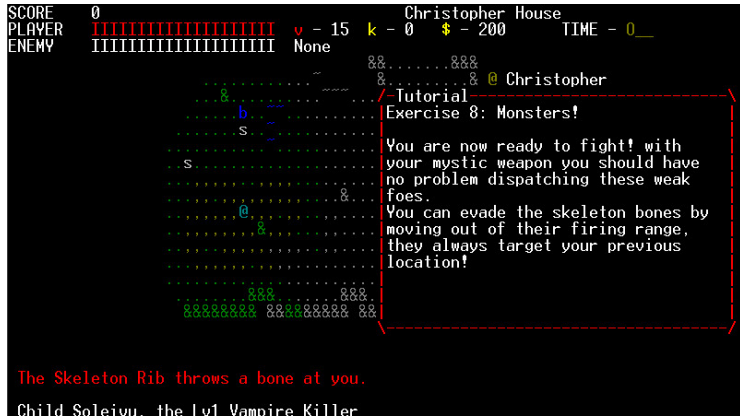 SCORE 0 Christopher House
PLAYER IIIIIIIIIIIIIIIIIIII v - 15 k - 0 $ - 200 TIME - O__
ENEMY IIIIIIIIIIIIIIIIIIII None
@ Christopher
Tutorial
Exercise 8: Monsters!
You are now ready to fight! with
your mystic weapon you should have
no problem dispatching these weak
foes.
You can evade the skeleton bones by
moving out of their firing range,
they always target your previous
location!
The Skeleton Rib throws a bone at you.
Child Soleiyu, the Lv1 Vampire Killer